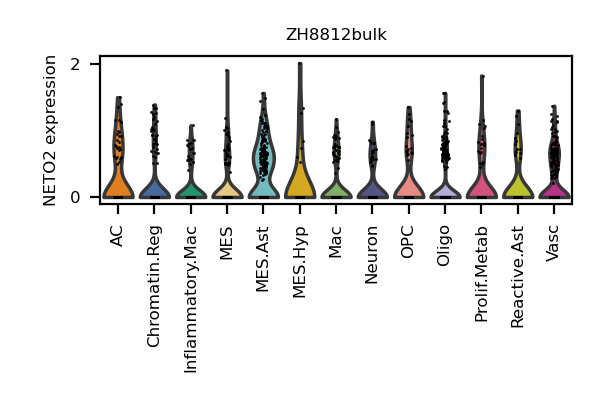 ZH8812bulk
NETO2 expression
2
0
AC
Chromatin.Reg
Inflammatory.Mac
MES
MES.Ast
MES.Hyp
Mac
Neuron
OPC
Oligo
Prolif.Metab
Reactive.Ast
Vasc